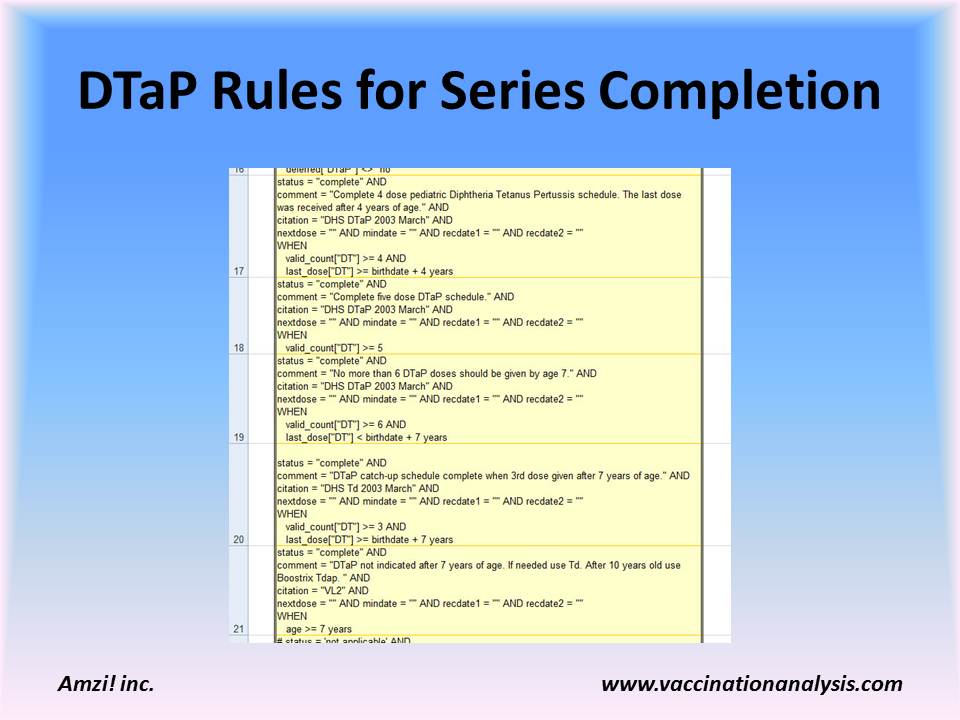 DTaP Rules for Series Completion
16 deferred["DTaP"] <> "no
status = "complete" AND
comment = "Complete 4 dose pediatric Diphtheria Tetanus Pertussis schedule. The last dose
was received after 4 years of age." AND
citation = "DHS DTaP 2003 March" AND
nextdose = "" AND mindate = "" AND recdate1 = "" AND recdate2 = ""
WHEN
valid_count["DT"] >= 4 AND
17 last_dose["DT"] >= birthdate + 4 years
status = "complete" AND
comment = "Complete five dose DTaP schedule." AND
citation = "DHS DTaP 2003 March" AND
nextdose = "" AND mindate = "" AND recdate1 = "" AND recdate2 = ""
WHEN
18 valid_count["DT"] >= 5
status = "complete" AND
comment = "No more than 6 DTaP doses should be given by age 7." AND
citation = "DHS DTaP 2003 March" AND
nextdose = "" AND mindate = "" AND recdate1 = "" AND recdate2 = ""
WHEN
valid_count["DT"] >= 6 AND
19 last_dose["DT"] < birthdate + 7 years
status = "complete" AND
comment = "DTaP catch-up schedule complete when 3rd dose given after 7 years of age." AND
citation = "DHS Td 2003 March" AND
nextdose = "" AND mindate = "" AND recdate1 = "" AND recdate2 = ""
WHEN
valid_count["DT"] >= 3 AND
20 last_dose["DT"] >= birthdate + 7 years
status = "complete" AND
comment = "DTaP not indicated after 7 years of age. If needed use Td. After 10 years old use
Boostrix Tdap. " AND
citation = "VL2" AND
nextdose = "" AND mindate = "" AND recdate1 = "" AND recdate2 = ""
WHEN
21 age >= 7 years
# status = 'not applicable' AND
Amzi! inc. www.vaccinationanalysis.com